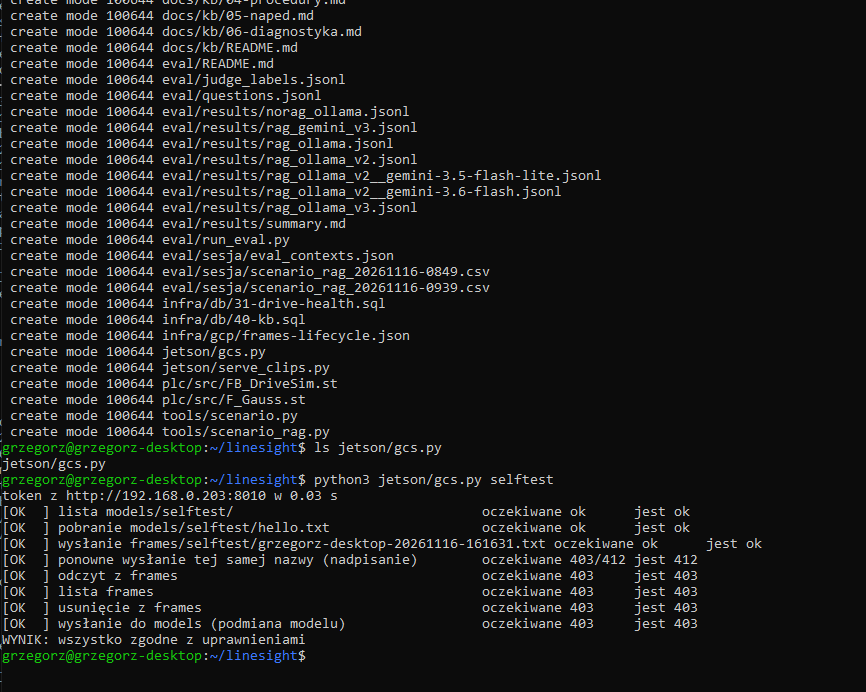 create mode 100644 docs/kb/04-procedury.md
create mode 100644 docs/kb/05-naped.md
create mode 100644 docs/kb/06-diagnostyka.md
create mode 100644 docs/kb/README.md
create mode 100644 eval/README.md
create mode 100644 eval/judge_labels.jsonl
create mode 100644 eval/questions.jsonl
create mode 100644 eval/results/norag_ollama.jsonl
create mode 100644 eval/results/rag_gemini_v3.jsonl
create mode 100644 eval/results/rag_ollama.jsonl
create mode 100644 eval/results/rag_ollama_v2.jsonl
create mode 100644 eval/results/rag_ollama_v2__gemini-3.5-flash-lite.jsonl
create mode 100644 eval/results/rag_ollama_v2__gemini-3.6-flash.jsonl
create mode 100644 eval/results/rag_ollama_v3.jsonl
create mode 100644 eval/results/summary.md
create mode 100644 eval/run_eval.py
create mode 100644 eval/sesja/eval_contexts.json
create mode 100644 eval/sesja/scenario_rag_20261116-0849.csv
create mode 100644 eval/sesja/scenario_rag_20261116-0939.csv
create mode 100644 infra/db/31-drive-health.sql
create mode 100644 infra/db/40-kb.sql
create mode 100644 infra/gcp/frames-lifecycle.json
create mode 100644 jetson/gcs.py
create mode 100644 jetson/serve_clips.py
create mode 100644 plc/src/FB_DriveSim.st
create mode 100644 plc/src/F_Gauss.st
create mode 100644 tools/scenario.py
create mode 100644 tools/scenario_rag.py
grzegorz@grzegorz-desktop:~/linesight$ ls jetson/gcs.py
jetson/gcs.py
grzegorz@grzegorz-desktop:~/linesight$ python3 jetson/gcs.py selftest
token z http://192.168.0.203:8010 w 0.03 s
[OK  ] lista models/selftest/ oczekiwane ok jest ok
[OK  ] pobranie models/selftest/hello.txt oczekiwane ok jest ok
[OK  ] wysłanie frames/selftest/grzegorz-desktop-20261116-161631.txt oczekiwane ok jest ok
[OK  ] ponowne wysłanie tej samej nazwy (nadpisanie) oczekiwane 403/412 jest 412
[OK  ] odczyt z frames oczekiwane 403 jest 403
[OK  ] lista frames oczekiwane 403 jest 403
[OK  ] usunięcie z frames oczekiwane 403 jest 403
[OK  ] wysłanie do models (podmiana modelu) oczekiwane 403 jest 403
WYNIK: wszystko zgodne z uprawnieniami
grzegorz@grzegorz-desktop:~/linesight$